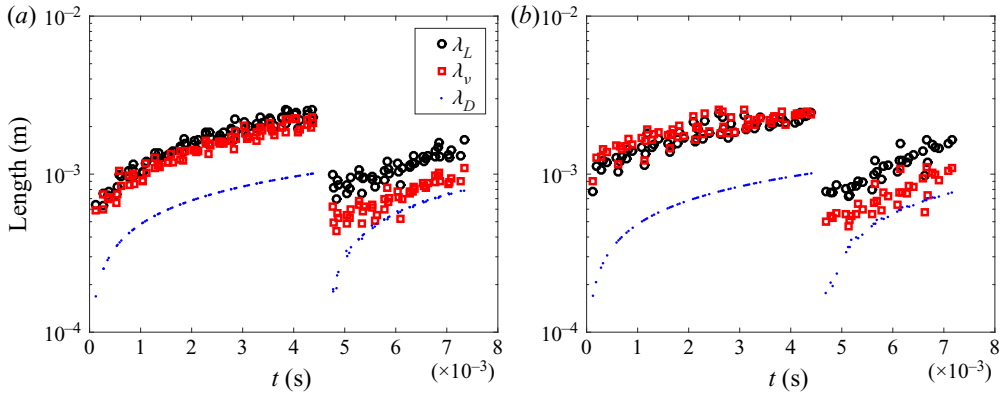 (a)
10⁻²
10⁻³
10⁻⁴
Length (m)
λ_L
λ_ν
λ_D
0 1 2 3 4 5 6 7 8
(×10⁻³)
t (s)
(b)
10⁻²
10⁻³
10⁻⁴
0 1 2 3 4 5 6 7 8
(×10⁻³)
t (s)